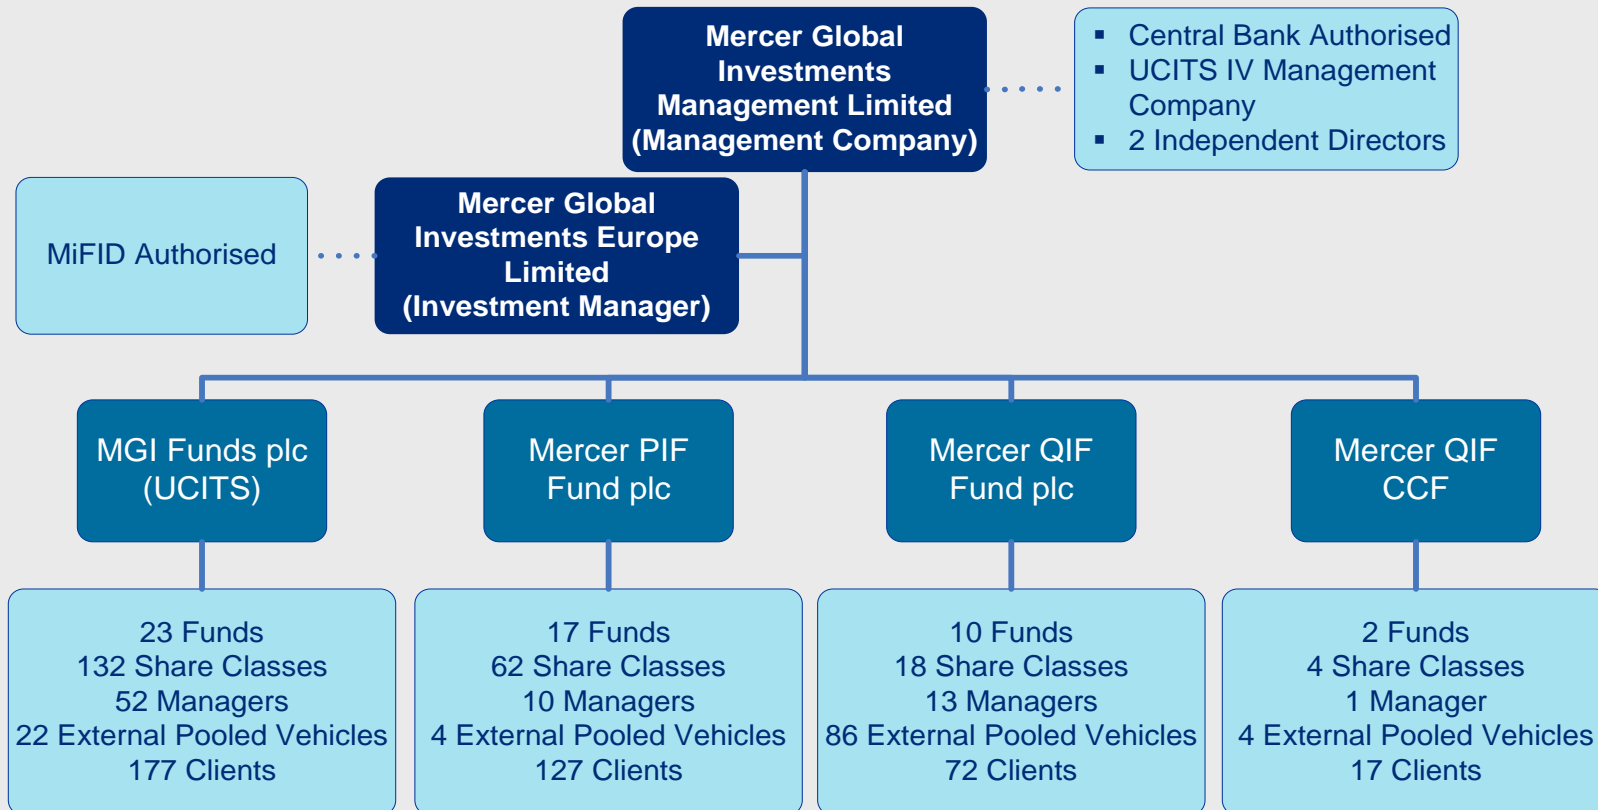 Mercer Global
Investments
Management Limited
(Management Company)
▪ Central Bank Authorised
▪ UCITS IV Management
Company
▪ 2 Independent Directors
MiFID Authorised
Mercer Global
Investments Europe
Limited
(Investment Manager)
MGI Funds plc
(UCITS)
Mercer PIF
Fund plc
Mercer QIF
Fund plc
Mercer QIF
CCF
23 Funds
132 Share Classes
52 Managers
22 External Pooled Vehicles
177 Clients
17 Funds
62 Share Classes
10 Managers
4 External Pooled Vehicles
127 Clients
10 Funds
18 Share Classes
13 Managers
86 External Pooled Vehicles
72 Clients
2 Funds
4 Share Classes
1 Manager
4 External Pooled Vehicles
17 Clients